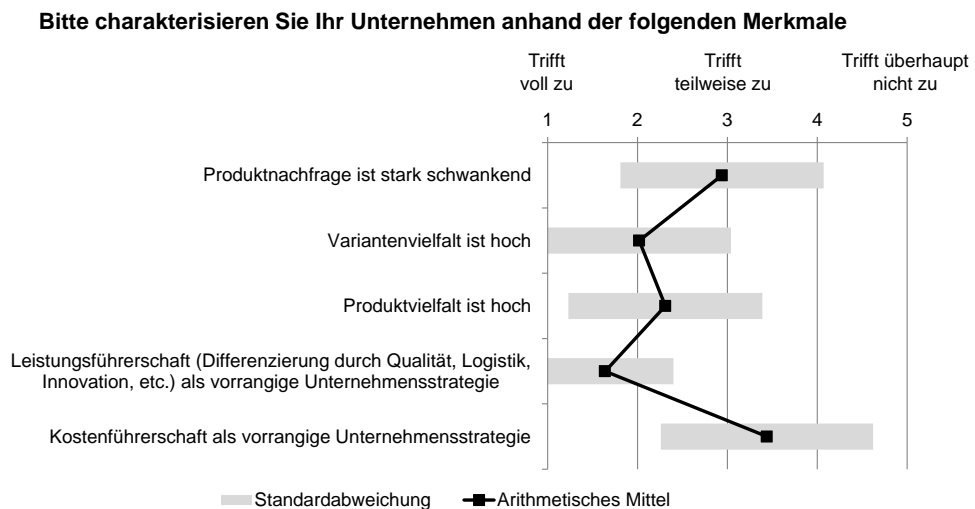 Bitte charakterisieren Sie Ihr Unternehmen anhand der folgenden Merkmale
Trifft
voll zu
Trifft
teilweise zu
Trifft überhaupt
nicht zu
1 2 3 4 5
Produktnachfrage ist stark schwankend
Variantenvielfalt ist hoch
Produktvielfalt ist hoch
Leistungsführerschaft (Differenzierung durch Qualität, Logistik,
Innovation, etc.) als vorrangige Unternehmensstrategie
Kostenführerschaft als vorrangige Unternehmensstrategie
Standardabweichung
Arithmetisches Mittel